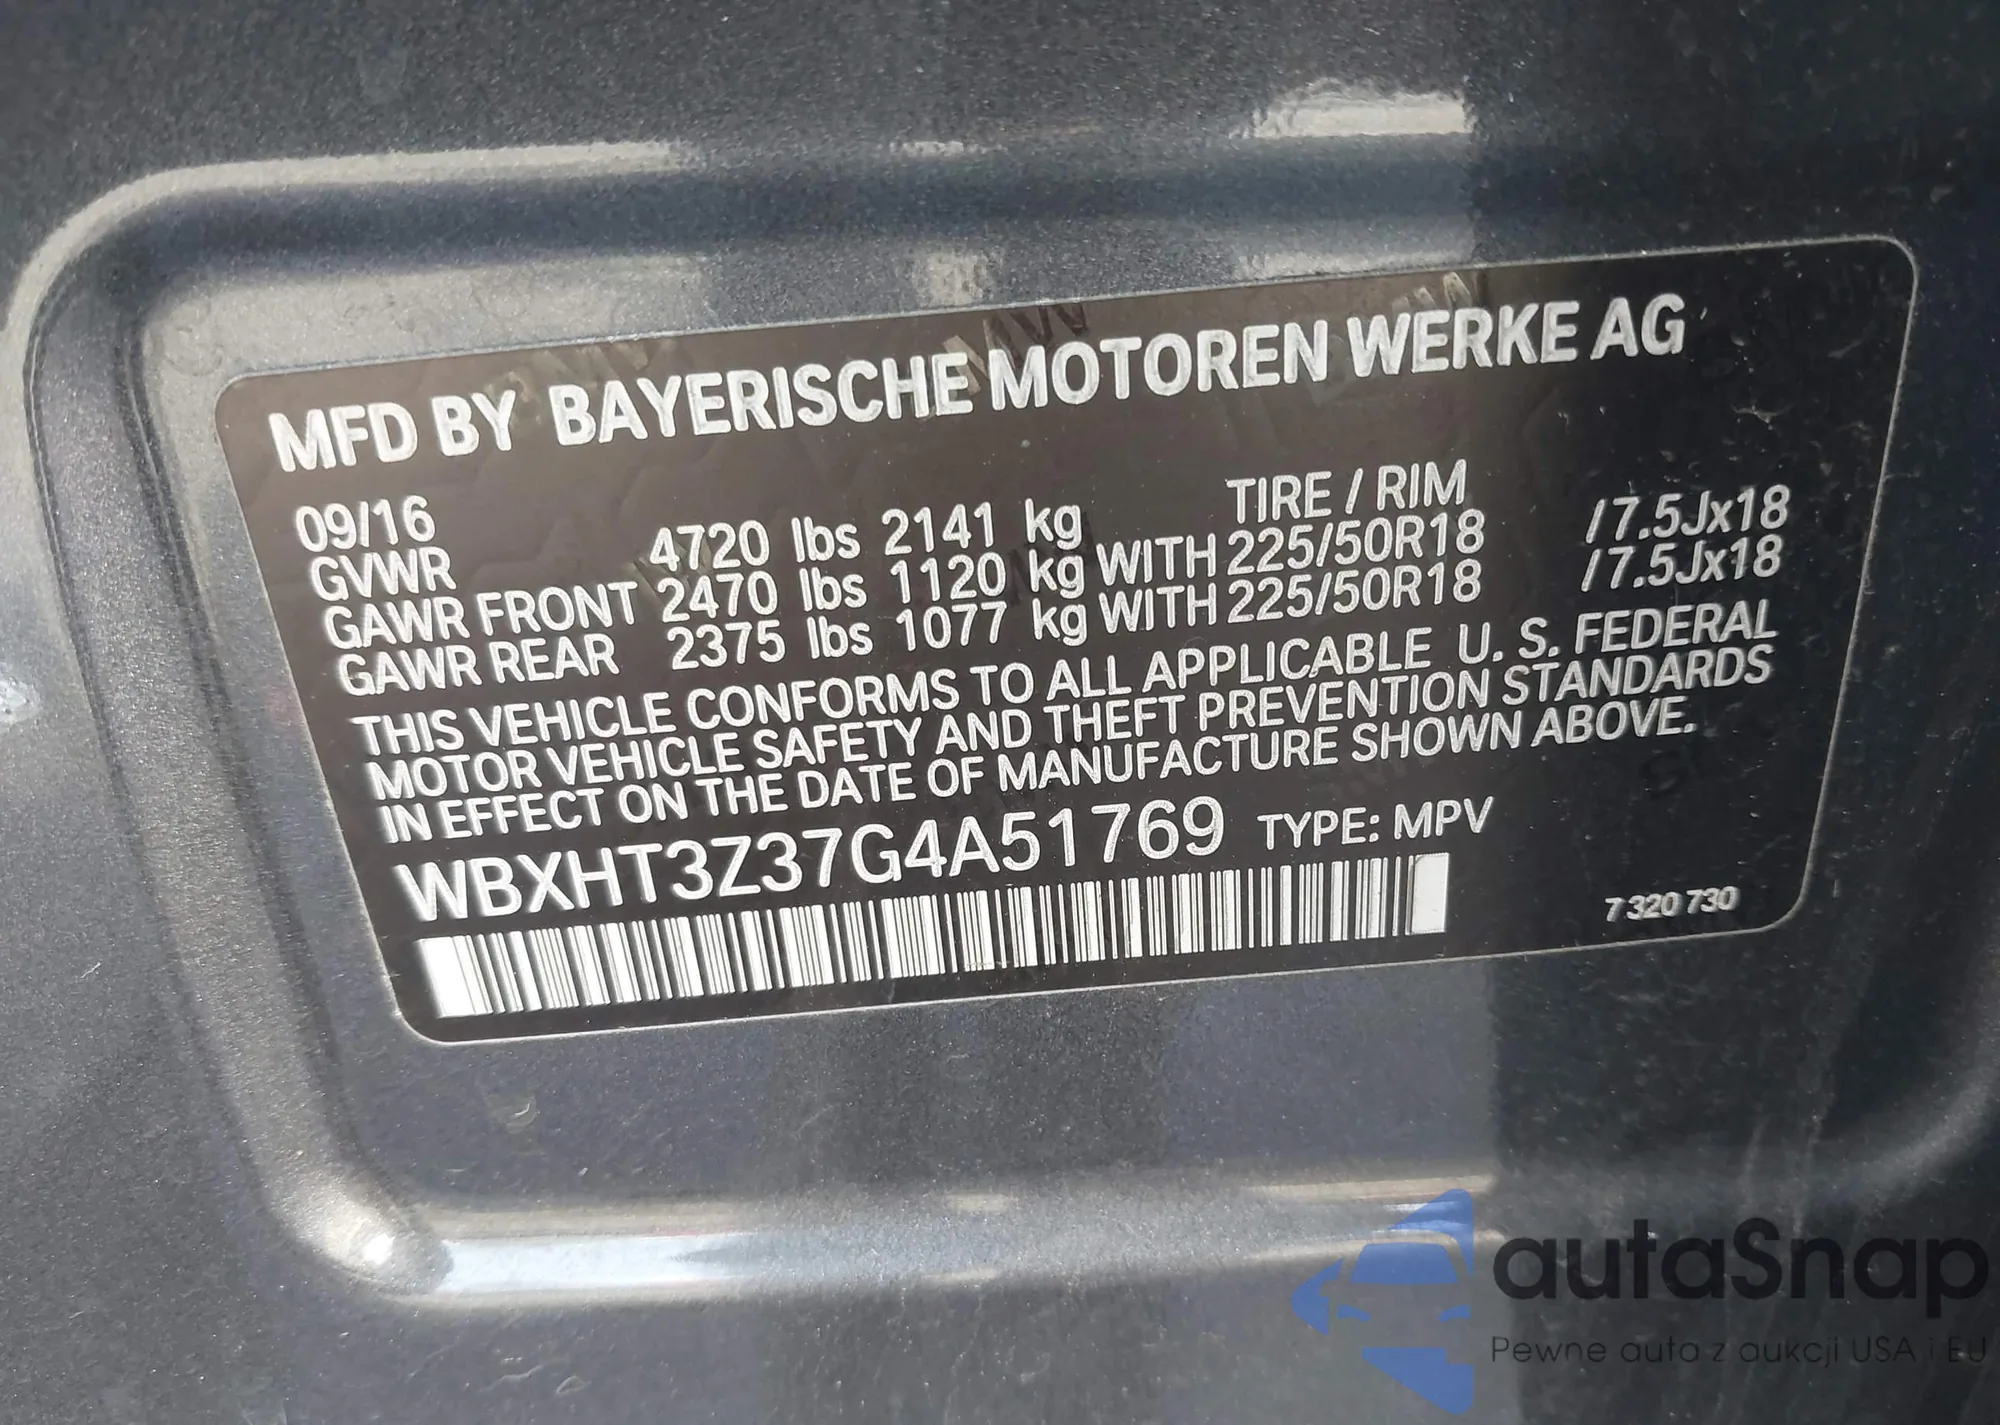 MFD BY BAYERISCHE MOTOREN WERKE AG
09/16 TIRE / RIM
GVWR 4720 lbs 2141 kg
GAWR FRONT 2470 lbs 1120 kg WITH 225/50R18 /7.5Jx18
GAWR REAR 2375 lbs 1077 kg WITH 225/50R18 /7.5Jx18
THIS VEHICLE CONFORMS TO ALL APPLICABLE U. S. FEDERAL
MOTOR VEHICLE SAFETY AND THEFT PREVENTION STANDARDS
IN EFFECT ON THE DATE OF MANUFACTURE SHOWN ABOVE.
WBXHT3Z37G4A51769 TYPE: MPV
7 320 730
autaSnap
Pewne auta z aukcji USA i EU